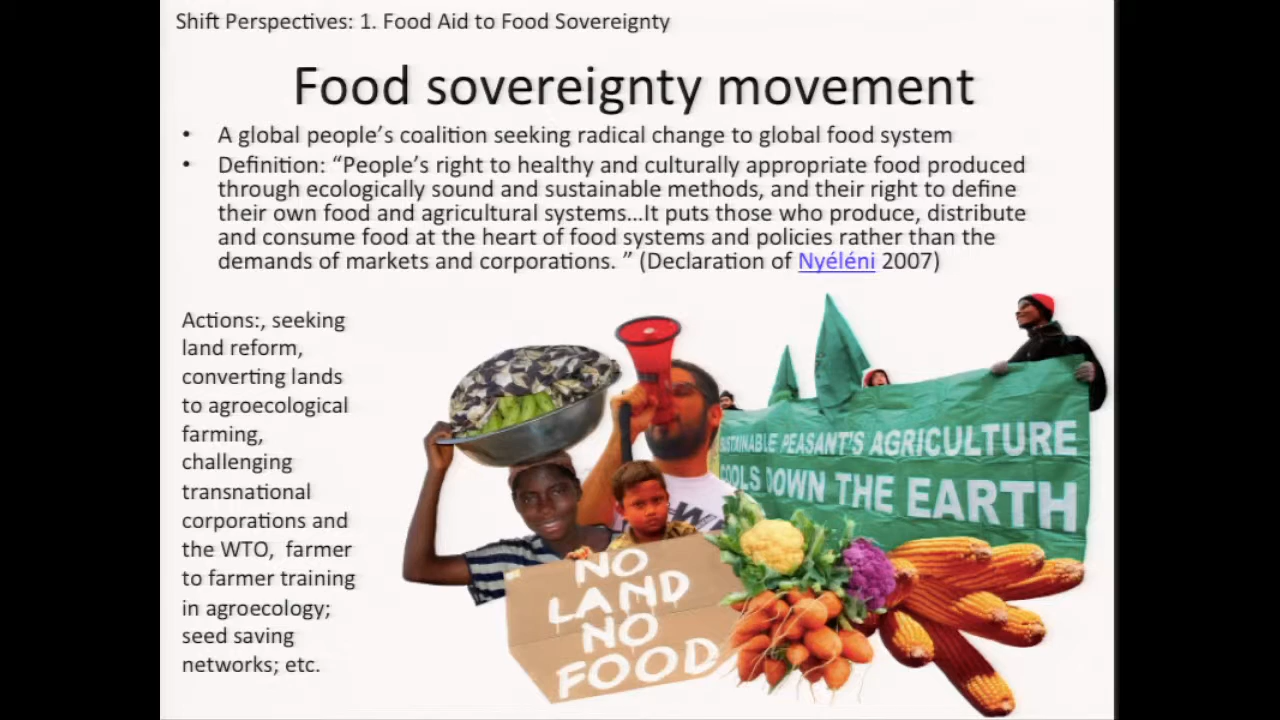 Shift Perspectives: 1. Food Aid to Food Sovereignty
Food sovereignty movement
• A global people’s coalition seeking radical change to global food system
• Definition: “People’s right to healthy and culturally appropriate food produced
through ecologically sound and sustainable methods, and their right to define
their own food and agricultural systems…It puts those who produce, distribute
and consume food at the heart of food systems and policies rather than the
demands of markets and corporations. ” (Declaration of Nyéléni 2007)
Actions:, seeking
land reform,
converting lands
to agroecological
farming,
challenging
transnational
corporations and
the WTO, farmer
to farmer training
in agroecology;
seed saving
networks; etc.
SUSTAINABLE PEASANT'S AGRICULTURE
COOLS DOWN THE EARTH
NO
LAND
NO
FOOD